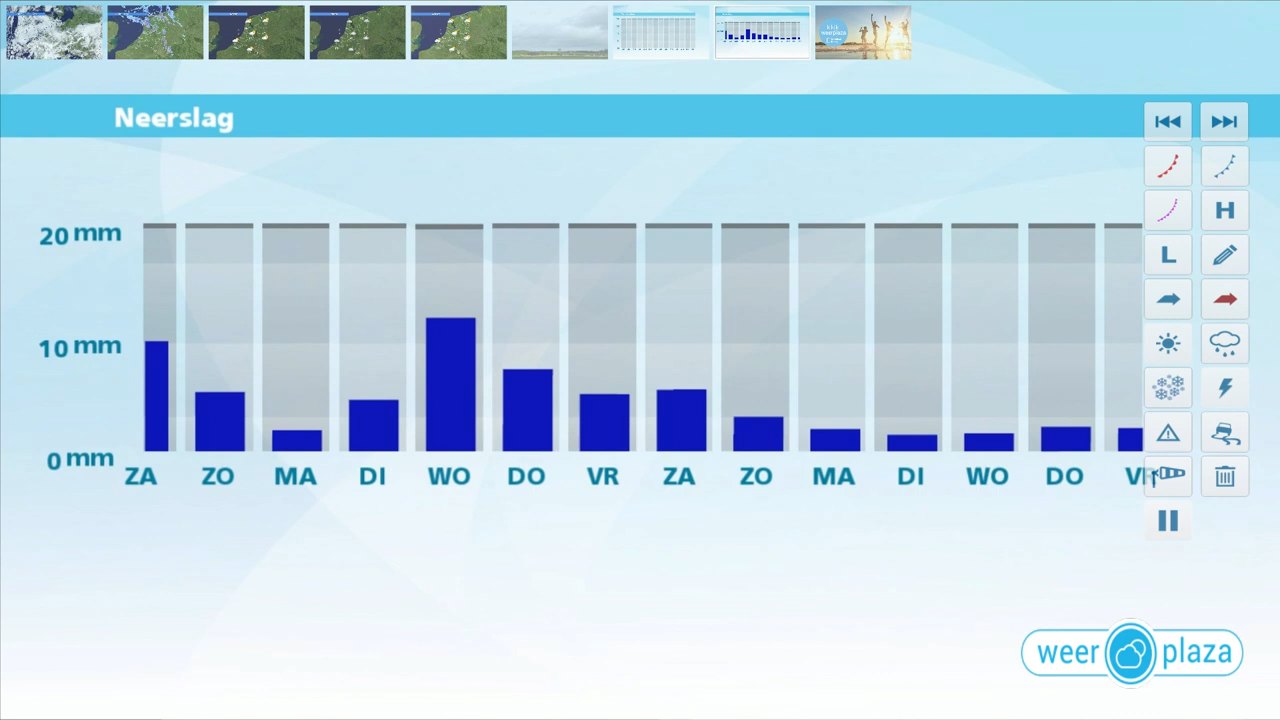 Neerslag
20 mm
10 mm
0 mm
ZA ZO MA DI WO DO VR ZA ZO MA DI WO DO VR
H
L
weer plaza